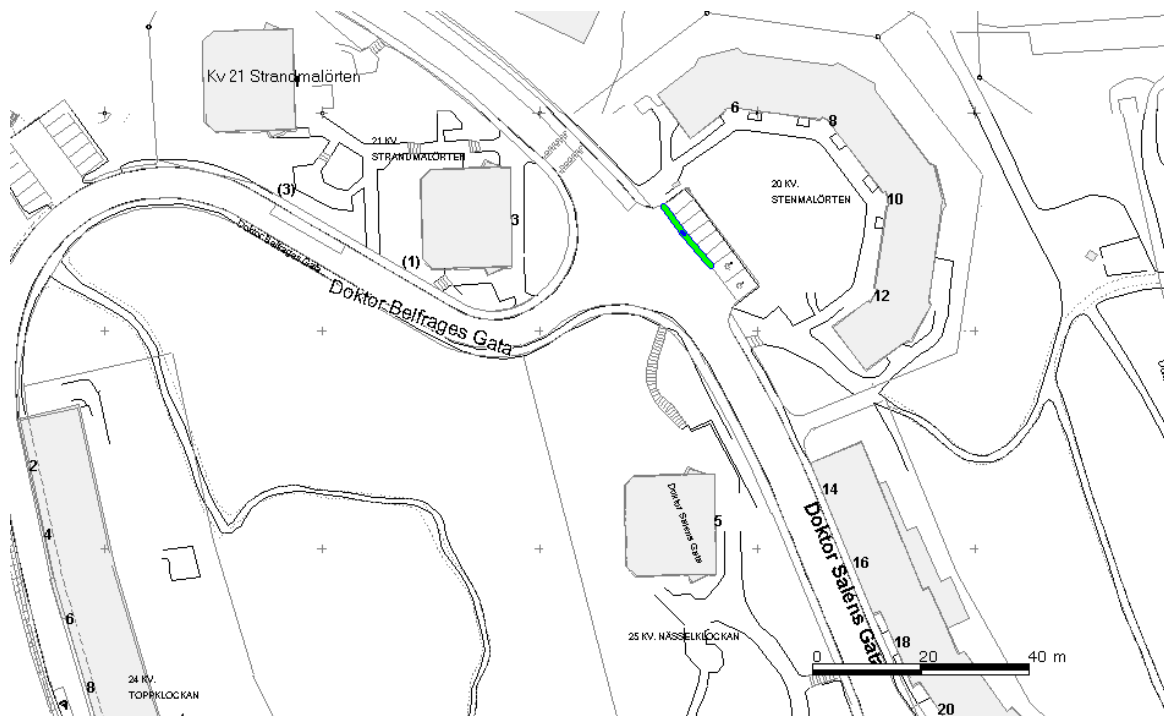 Kv 21 Strandmalörten
6
8
21 KV.
STRANDMALÖRTEN
(3)
20 KV.
STENMALÖRTEN
10
3
Doktor Belfrages Gata
(1)
Doktor Belfrages Gata
12
2
14
Doktor Saléns Gata
5
4
Doktor Saléns Gata
16
6
25 KV. NÄSSELKLOCKAN
18
0 20 40 m
24 KV.
TOPPKLOCKAN
8
20